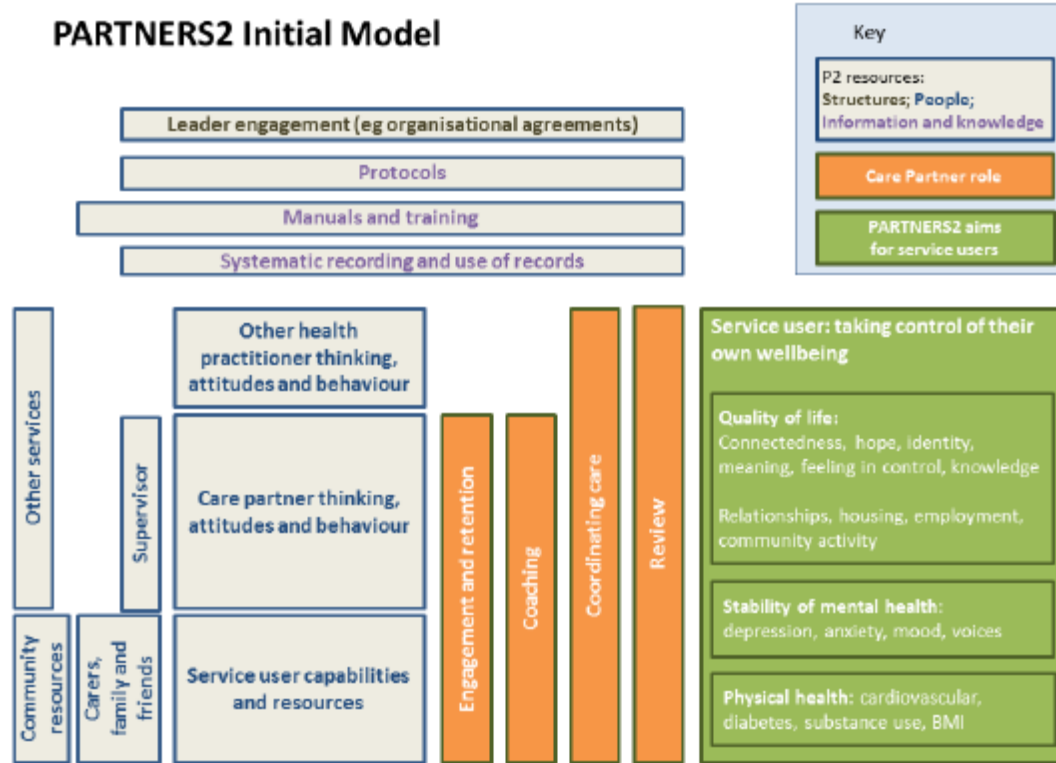 PARTNERS2 Initial Model
Key
P2 resources:
Structures; People;
Information and knowledge
Care Partner role
PARTNERS2 aims
for service users
Leader engagement (eg organisational agreements)
Protocols
Manuals and training
Systematic recording and use of records
Other services
Community
resources
Carers,
family and
friends
Supervisor
Other health
practitioner thinking,
attitudes and behaviour
Care partner thinking,
attitudes and behaviour
Service user capabilities
and resources
Engagement and retention
Coaching
Coordinating care
Review
Service user: taking control of their
own wellbeing
Quality of life:
Connectedness, hope, identity,
meaning, feeling in control, knowledge
Relationships, housing, employment,
community activity
Stability of mental health:
depression, anxiety, mood, voices
Physical health: cardiovascular,
diabetes, substance use, BMI